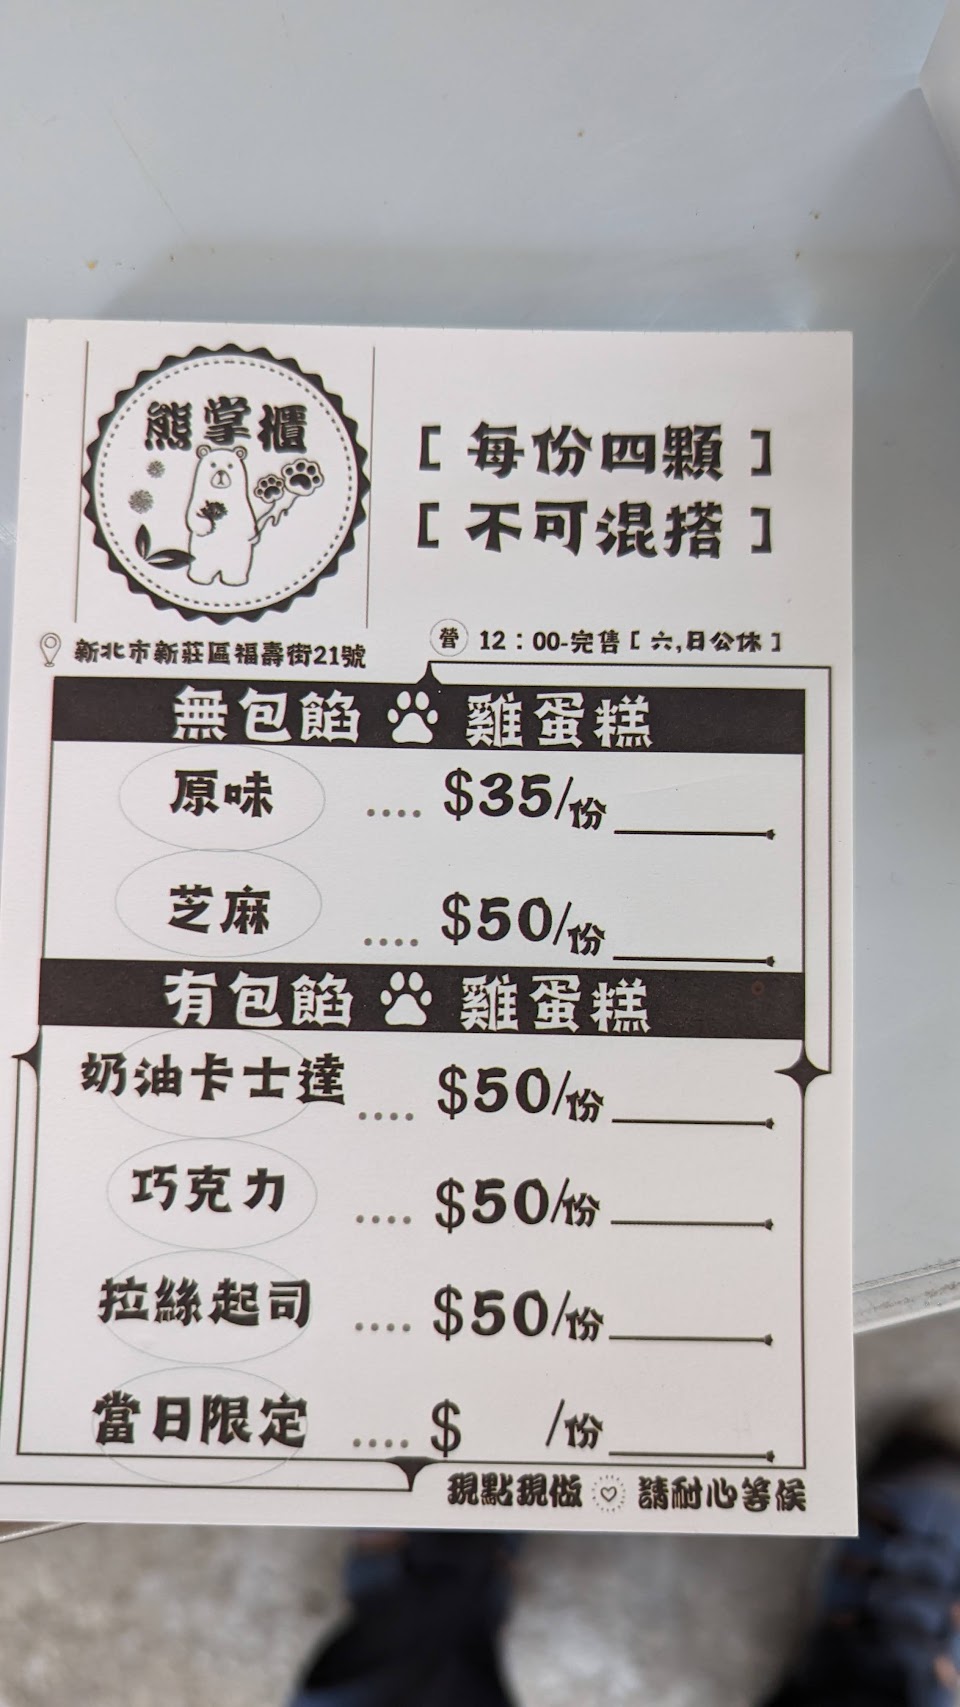 熊掌櫃
[ 每份四顆 ]
[ 不可混搭 ]
新北市新莊區福壽街21號
營 12：00-完售 [ 六,日公休 ]
無包餡 雞蛋糕
原味 .... $35/份
芝麻 .... $50/份
有包餡 雞蛋糕
奶油卡士達 .... $50/份
巧克力 .... $50/份
拉絲起司 .... $50/份
當日限定 .... $ /份
現點現做 請耐心等候